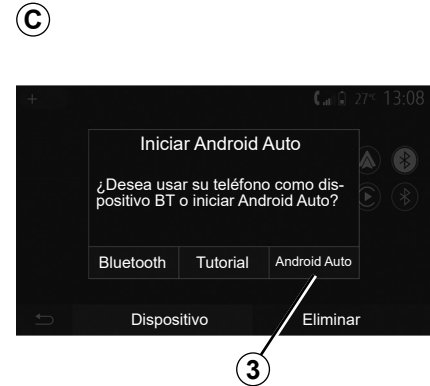 C
+ 27°c 13:08
Iniciar Android Auto
¿Desea usar su teléfono como dis-
positivo BT o iniciar Android Auto?
Bluetooth Tutorial Android Auto
Dispositivo Eliminar
3